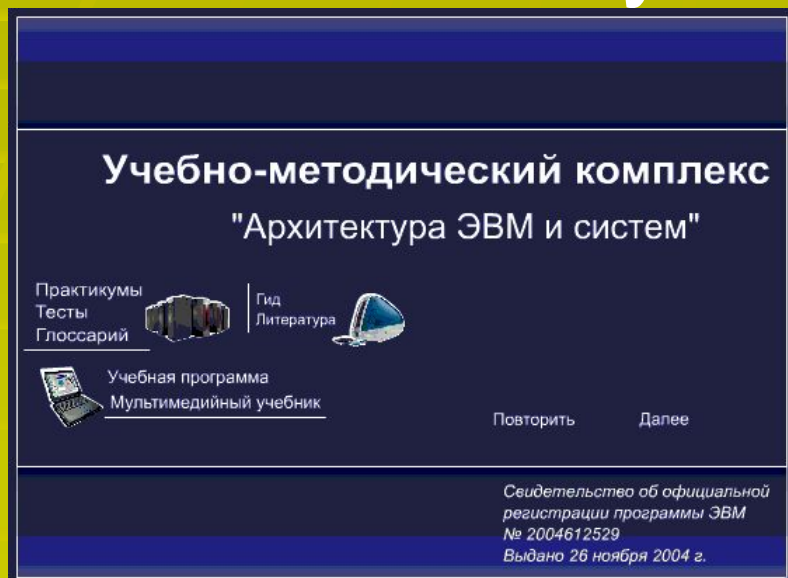 Учебно-методический комплекс
"Архитектура ЭВМ и систем"
Практикумы
Тесты
Глоссарий
Гид
Литература
Учебная программа
Мультимедийный учебник
Повторить Далее
Свидетельство об официальной
регистрации программы ЭВМ
№ 2004612529
Выдано 26 ноября 2004 г.